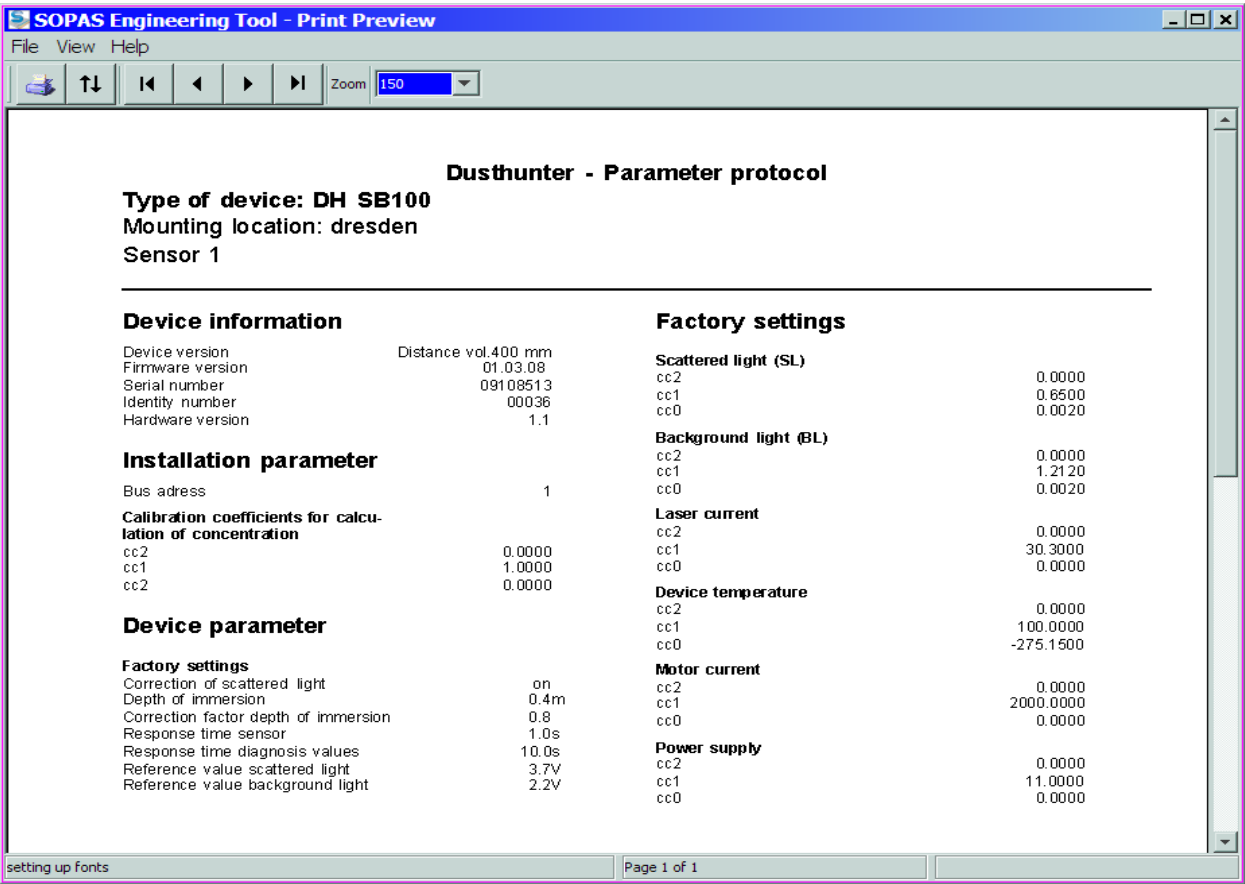 SOPAS Engineering Tool - Print Preview
File View Help
Zoom 150
Dusthunter - Parameter protocol
Type of device: DH SB100
Mounting location: dresden
Sensor 1
Device information
Device version Distance vol.400 mm
Firmware version 01.03.08
Serial number 09108513
Identity number 00036
Hardware version 1.1
Installation parameter
Bus adress 1
Calibration coefficients for calcu-
lation of concentration
cc2 0.0000
cc1 1.0000
cc2 0.0000
Device parameter
Factory settings
Correction of scattered light on
Depth of immersion 0.4m
Correction factor depth of immersion 0.8
Response time sensor 1.0s
Response time diagnosis values 10.0s
Reference value scattered light 3.7V
Reference value background light 2.2V
Factory settings
Scattered light (SL)
cc2 0.0000
cc1 0.6500
cc0 0.0020
Background light (BL)
cc2 0.0000
cc1 1.2120
cc0 0.0020
Laser current
cc2 0.0000
cc1 30.3000
cc0 0.0000
Device temperature
cc2 0.0000
cc1 100.0000
cc0 -275.1500
Motor current
cc2 0.0000
cc1 2000.0000
cc0 0.0000
Power supply
cc2 0.0000
cc1 11.0000
cc0 0.0000
setting up fonts
Page 1 of 1